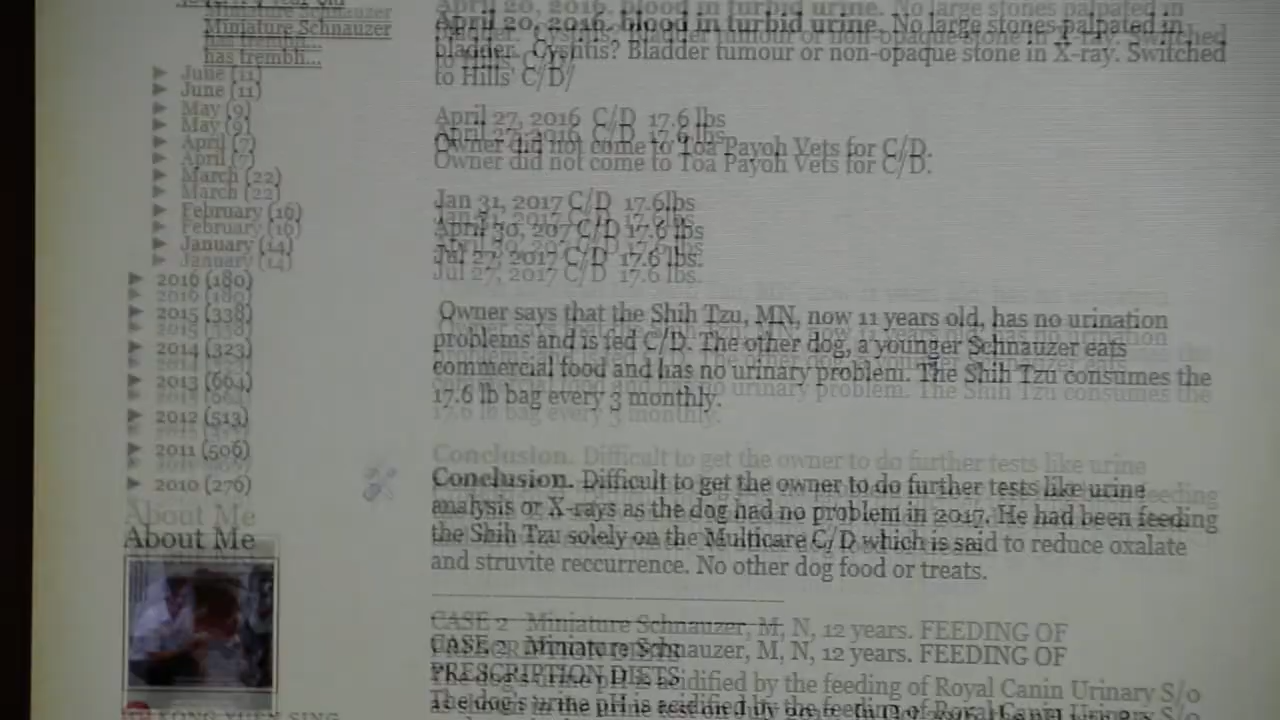 Miniature Schnauzer
has trembl...
June (11)
May (9)
April (7)
March (22)
February (16)
January (14)
2016 (180)
2015 (338)
2014 (323)
2013 (664)
2012 (513)
2011 (506)
2010 (276)
About Me
April 20, 2016. blood in turbid urine. No large stones palpated in
bladder. Cystitis? Bladder tumour or non-opaque stone in X-ray. Switched
to Hills' C/D/
April 27, 2016 C/D 17.6 lbs
Owner did not come to Toa Payoh Vets for C/D.
Jan 31, 2017 C/D 17.6lbs
April 30, 207 C/D 17.6 lbs
Jul 27, 2017 C/D 17.6 lbs.
Owner says that the Shih Tzu, MN, now 11 years old, has no urination
problems and is fed C/D. The other dog, a younger Schnauzer eats
commercial food and has no urinary problem. The Shih Tzu consumes the
17.6 lb bag every 3 monthly.
Conclusion. Difficult to get the owner to do further tests like urine
analysis or X-rays as the dog had no problem in 2017. He had been feeding
the Shih Tzu solely on the Multicare C/D which is said to reduce oxalate
and struvite reccurrence. No other dog food or treats.
CASE 2 Miniature Schnauzer, M, N, 12 years. FEEDING OF
PRESCRIPTION DIETS
The dog's urine pH is acidified by the feeding of Royal Canin Urinary S/o